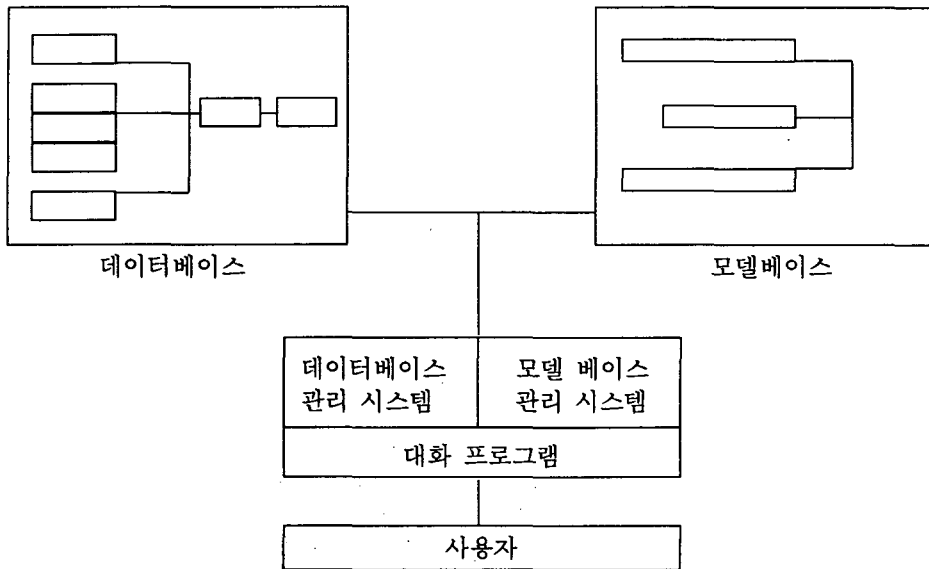 데이터베이스
모델베이스
데이터베이스
관리 시스템
모델 베이스
관리 시스템
대화 프로그램
사용자